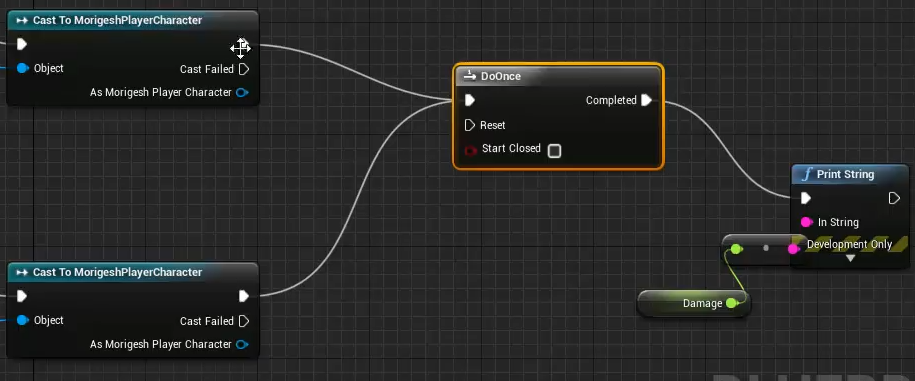 Cast To MorigeshPlayerCharacter
Object
Cast Failed
As Morigesh Player Character
DoOnce
Completed
Reset
Start Closed
Print String
In String
Development Only
Damage
Cast To MorigeshPlayerCharacter
Object
Cast Failed
As Morigesh Player Character